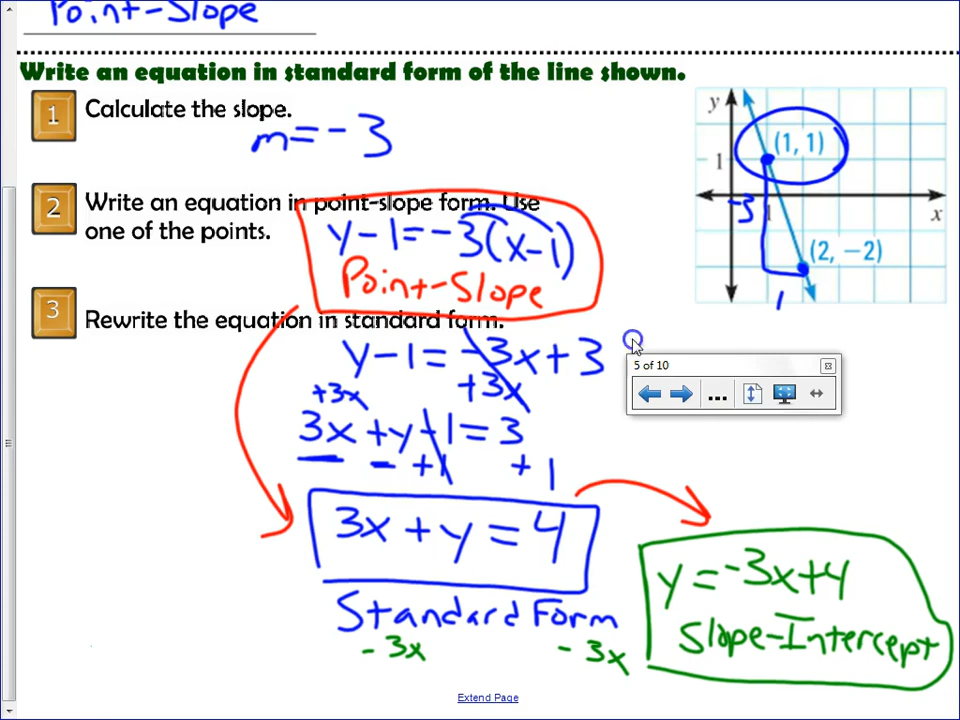 Point-Slope
Write an equation in standard form of the line shown.
1 Calculate the slope.
m = -3
2 Write an equation in point-slope form. Use
one of the points.
y - 1 = -3(x - 1)
Point-Slope
3 Rewrite the equation in standard form.
y - 1 = -3x + 3
+3x +3x
3x + y - 1 = 3
+1 +1
3x + y = 4
Standard Form
-3x -3x
y = -3x + 4
Slope-Intercept
y
(1, 1)
1
-3
1
x
(2, -2)
1
5 of 10
...
Extend Page